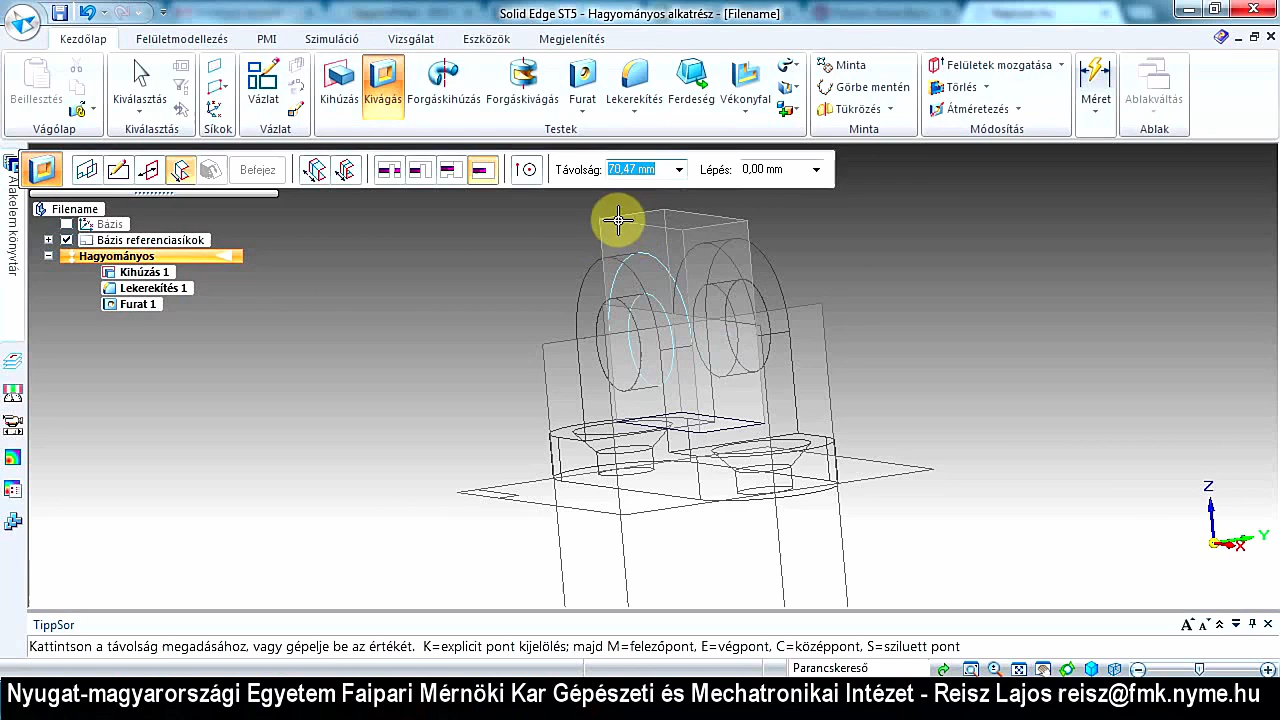 Solid Edge ST5 - Hagyományos alkatrész - [Filename]
Kezdőlap Felületmodellezés PMI Szimuláció Vizsgálat Eszközök Megjelenítés
Beillesztés Kiválasztás Vázlat Kihúzás Kivágás Forgáskihúzás Forgáskivágás Furat Lekerekítés Ferdeség Vékonyfal Minta Görbe mentén Tükrözés Felületek mozgatása Törlés Átméretezés Méret Ablakváltás
Vágólap Kiválasztás Síkok Vázlat Testek Minta Módosítás Ablak
Befejez Távolság: 70,47 mm Lépés: 0,00 mm
Alakelem könyvtár
Filename
Bázis
Bázis referenciasíkok
Hagyományos
Kihúzás 1
Lekerekítés 1
Furat 1
Z
Y
X
TippSor
Kattintson a távolság megadásához, vagy gépelje be az értékét. K=explicit pont kijelölés; majd M=felezőpont, E=végpont, C=középpont, S=sziluett pont
Parancskereső
Nyugat-magyarországi Egyetem Faipari Mérnöki Kar Gépészeti és Mechatronikai Intézet - Reisz Lajos reisz@fmk.nyme.hu